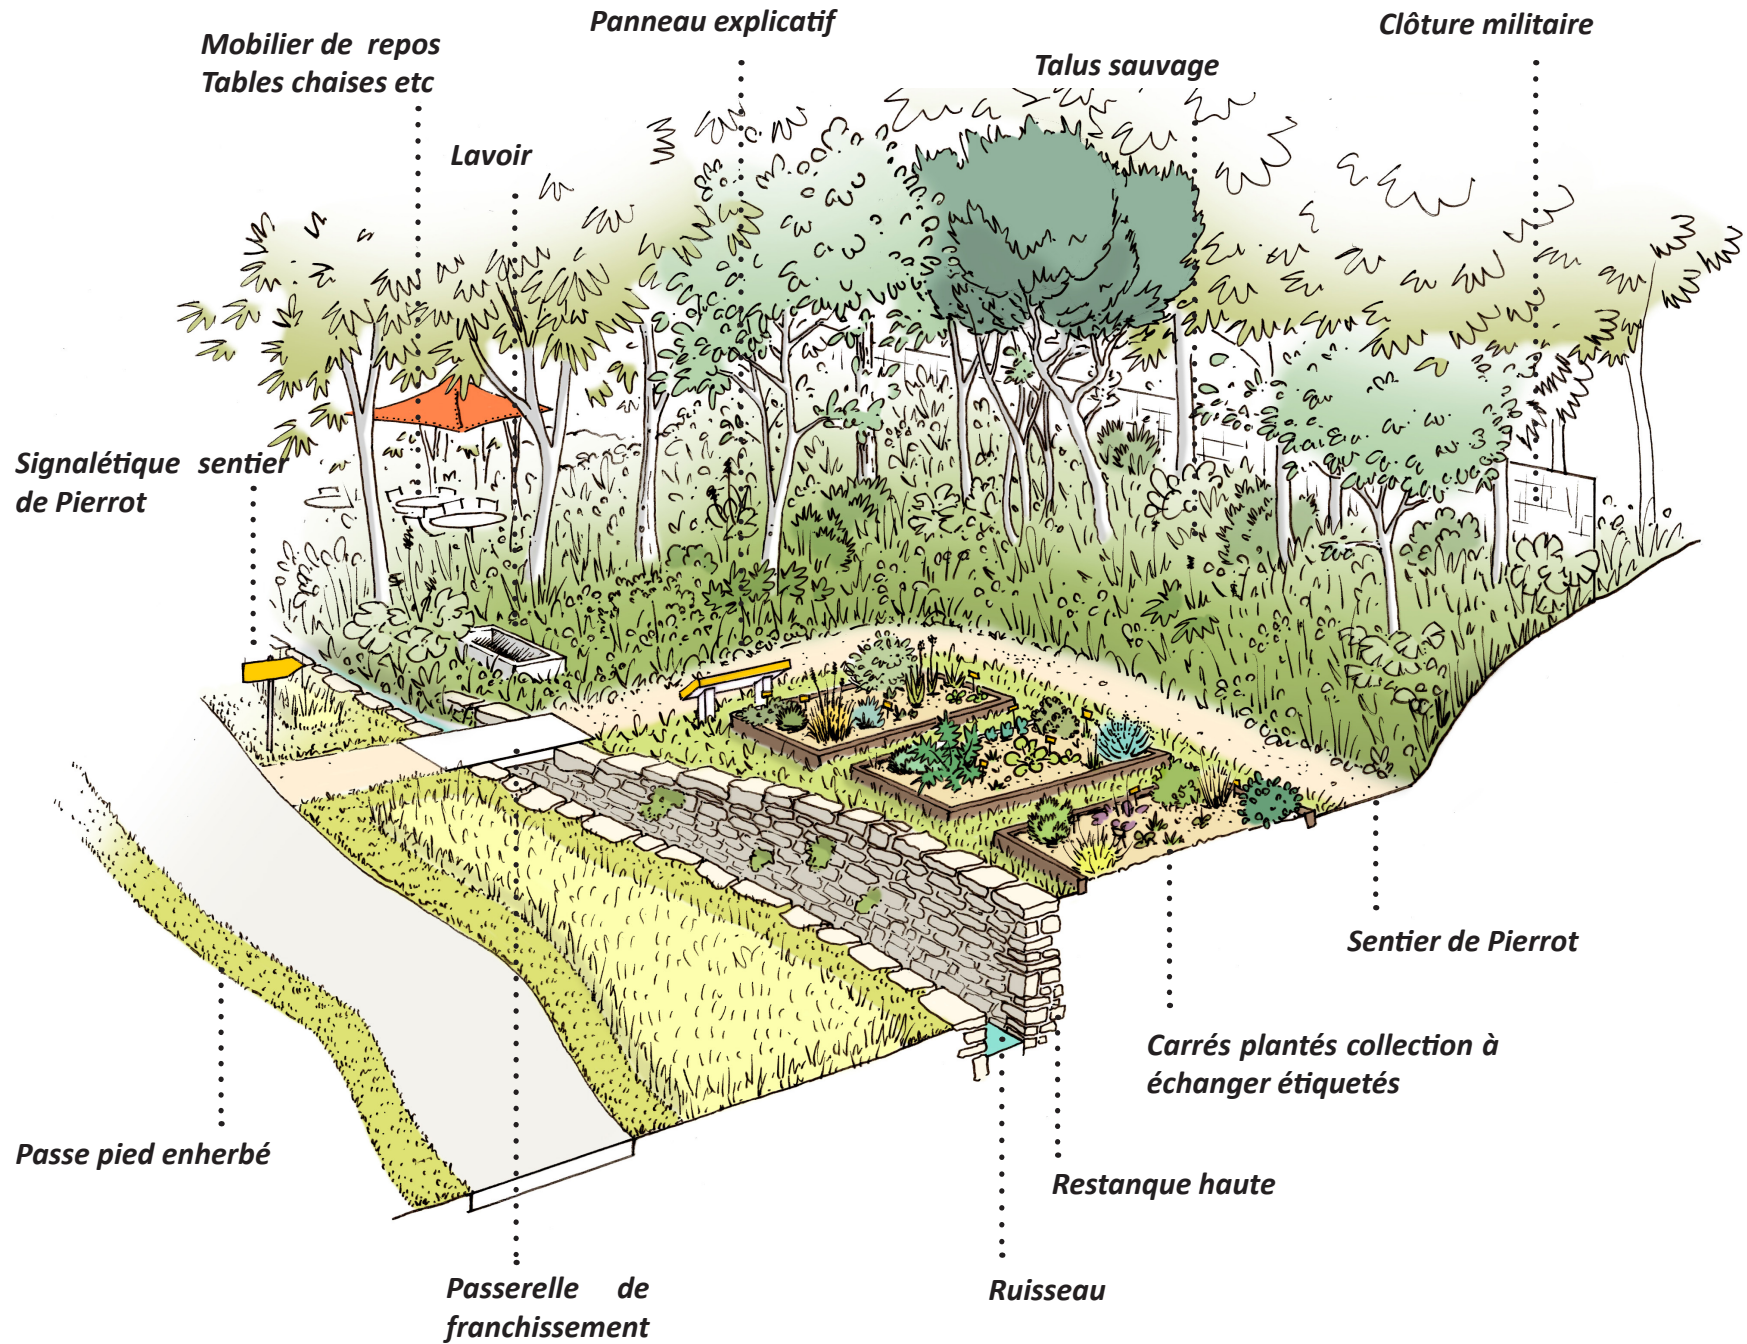 Panneau explicatif
Clôture militaire
Mobilier de repos
Tables chaises etc
Talus sauvage
Lavoir
Signalétique sentier
de Pierrot
Sentier de Pierrot
Carrés plantés collection à
échanger étiquetés
Passe pied enherbé
Restanque haute
Passerelle de
franchissement
Ruisseau